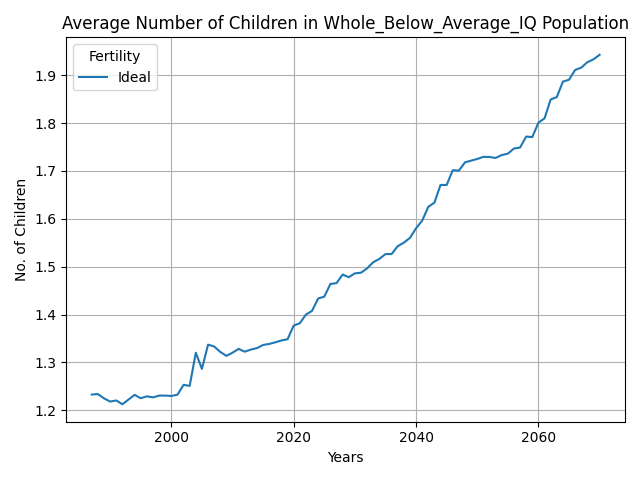 Average Number of Children in Whole_Below_Average_IQ Population
Fertility
Ideal
No. of Children
1.9
1.8
1.7
1.6
1.5
1.4
1.3
1.2
2000 2020 2040 2060
Years